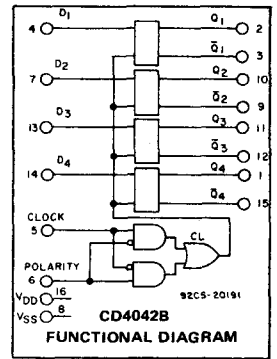 D1
4
Q1
2
Q̅1
3
D2
7
Q2
10
Q̅2
9
D3
13
Q3
11
Q̅3
12
D4
14
Q4
1
Q̅4
15
CLOCK
5
CL
POLARITY
6
92CS-20191
VDD 16
VSS 8
CD4042B
FUNCTIONAL DIAGRAM